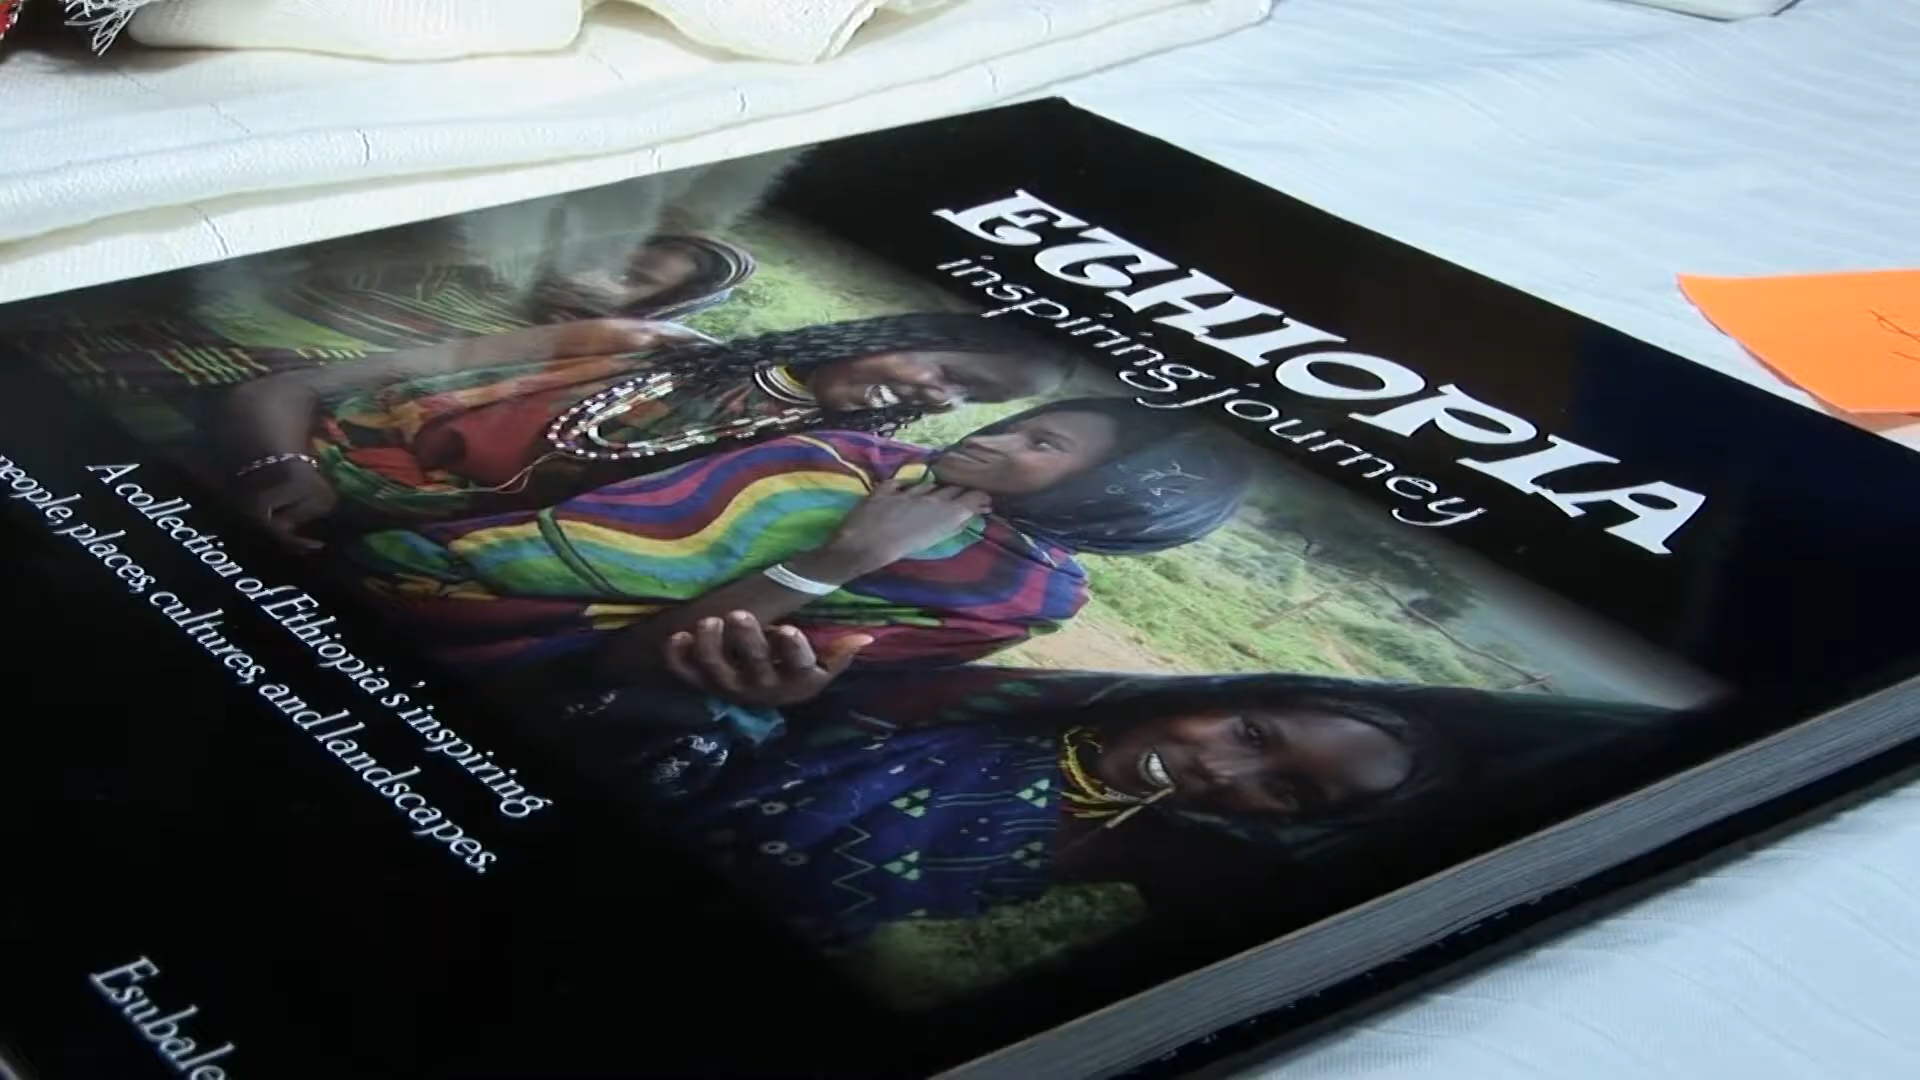 ETHIOPIA
inspiring journey
A collection of Ethiopia's' inspiring
people, places, cultures, and landscapes.